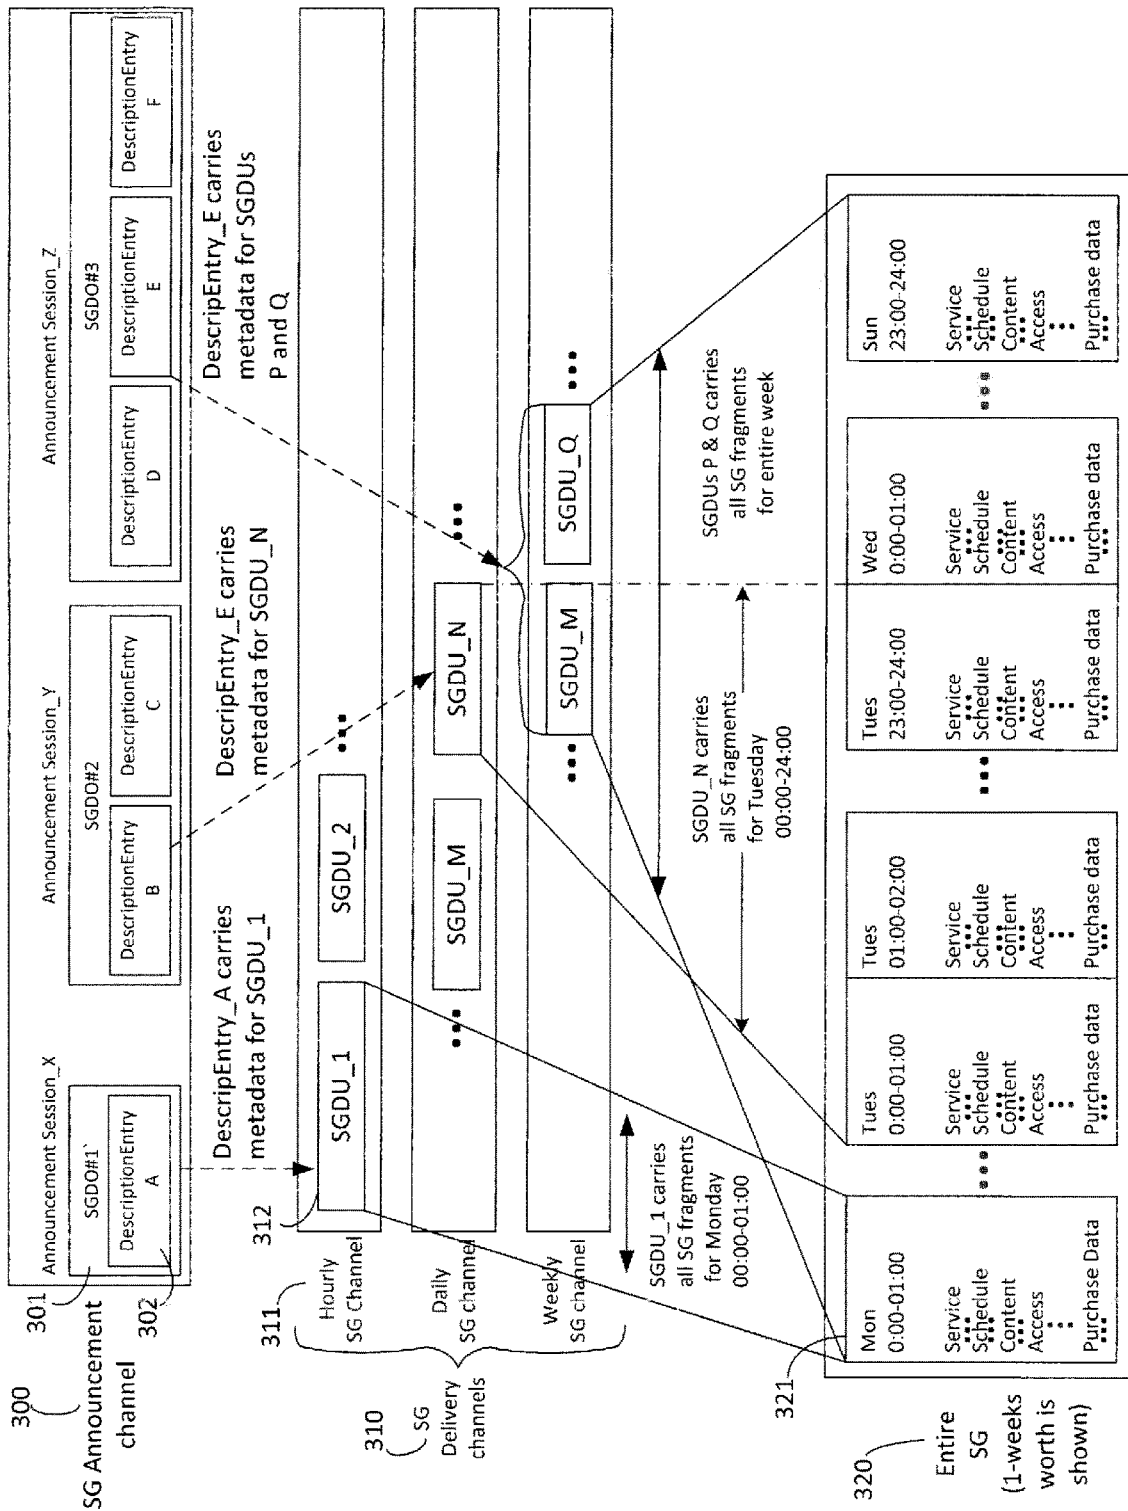 300
SG Announcement
channel
301
302
Announcement Session_X
SGDO#1`
DescriptionEntry
A
Announcement Session_Y
SGDO#2
DescriptionEntry
B
DescriptionEntry
C
Announcement Session_Z
SGDO#3
DescriptionEntry
D
DescriptionEntry
E
DescriptionEntry
F
DescripEntry_A carries
metadata for SGDU_1
DescripEntry_E carries
metadata for SGDU_N
DescripEntry_E carries
metadata for SGDUs
P and Q
310
SG
Delivery
channels
311
312
Hourly
SG Channel
SGDU_1
SGDU_2
Daily
SG channel
SGDU_M
SGDU_N
Weekly
SG channel
SGDU_M
SGDU_Q
SGDU_1 carries
all SG fragments
for Monday
00:00-01:00
SGDU_N carries
all SG fragments
for Tuesday
00:00-24:00
SGDUs P & Q carries
all SG fragments
for entire week
320
Entire
SG
(1-weeks
worth is
shown)
321
Mon
0:00-01:00
Service
Schedule
Content
Access
Purchase Data
Tues
0:00-01:00
Service
Schedule
Content
Access
Purchase data
Tues
01:00-02:00
Service
Schedule
Content
Access
Purchase data
Tues
23:00-24:00
Service
Schedule
Content
Access
Purchase data
Wed
0:00-01:00
Service
Schedule
Content
Access
Purchase data
Sun
23:00-24:00
Service
Schedule
Content
Access
Purchase data